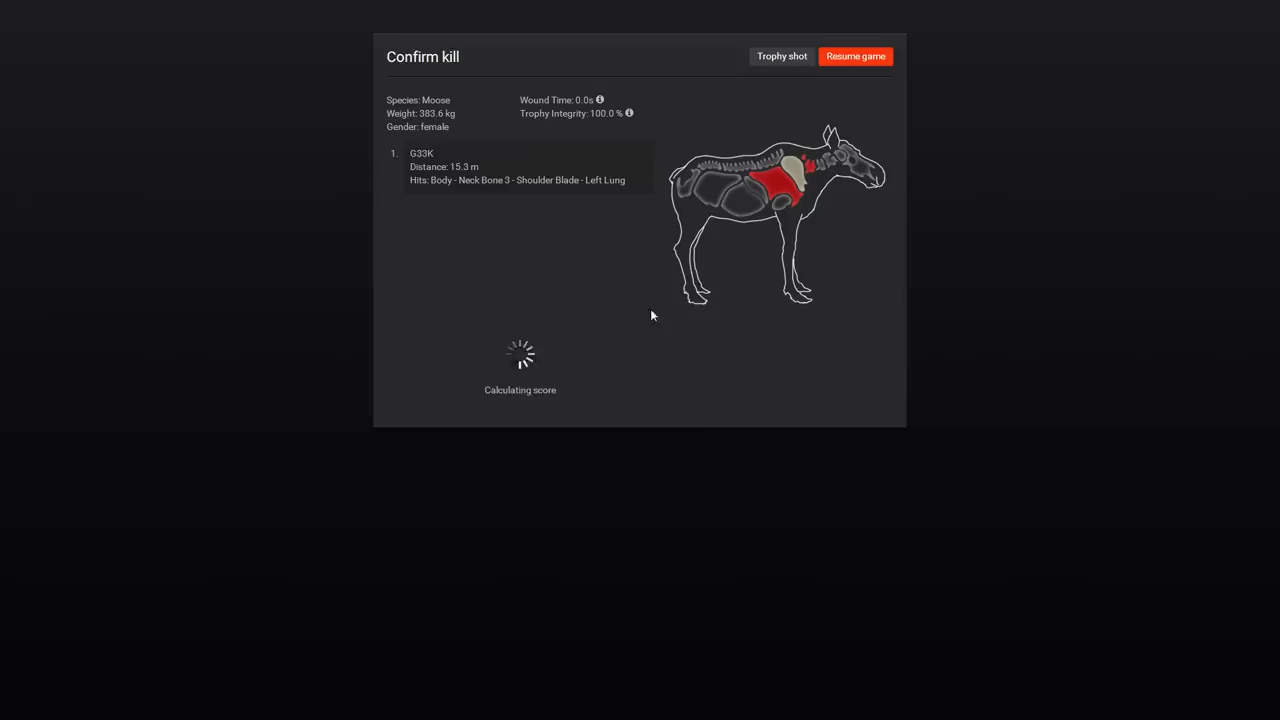 Confirm kill
Trophy shot
Resume game
Species: Moose
Wound Time: 0.0s
Weight: 383.6 kg
Trophy Integrity: 100.0 %
Gender: female
1. G33K
Distance: 15.3 m
Hits: Body - Neck Bone 3 - Shoulder Blade - Left Lung
Calculating score